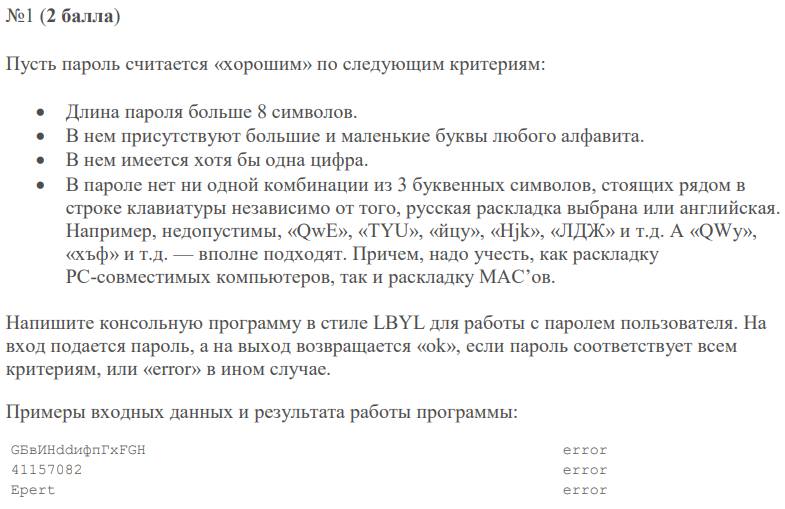 №1 (2 балла)
Пусть пароль считается «хорошим» по следующим критериям:
• Длина пароля больше 8 символов.
• В нем присутствуют большие и маленькие буквы любого алфавита.
• В нем имеется хотя бы одна цифра.
• В пароле нет ни одной комбинации из 3 буквенных символов, стоящих рядом в
строке клавиатуры независимо от того, русская раскладка выбрана или английская.
Например, недопустимы, «QwE», «TYU», «йцу», «Hjk», «ЛДЖ» и т.д. А «QWy»,
«хъф» и т.д. — вполне подходят. Причем, надо учесть, как раскладку
PC-совместимых компьютеров, так и раскладку MAC’ов.
Напишите консольную программу в стиле LBYL для работы с паролем пользователя. На
вход подается пароль, а на выход возвращается «ok», если пароль соответствует всем
критериям, или «error» в ином случае.
Примеры входных данных и результата работы программы:
GБвИНddифпГхFGH error
41157082 error
Epert error